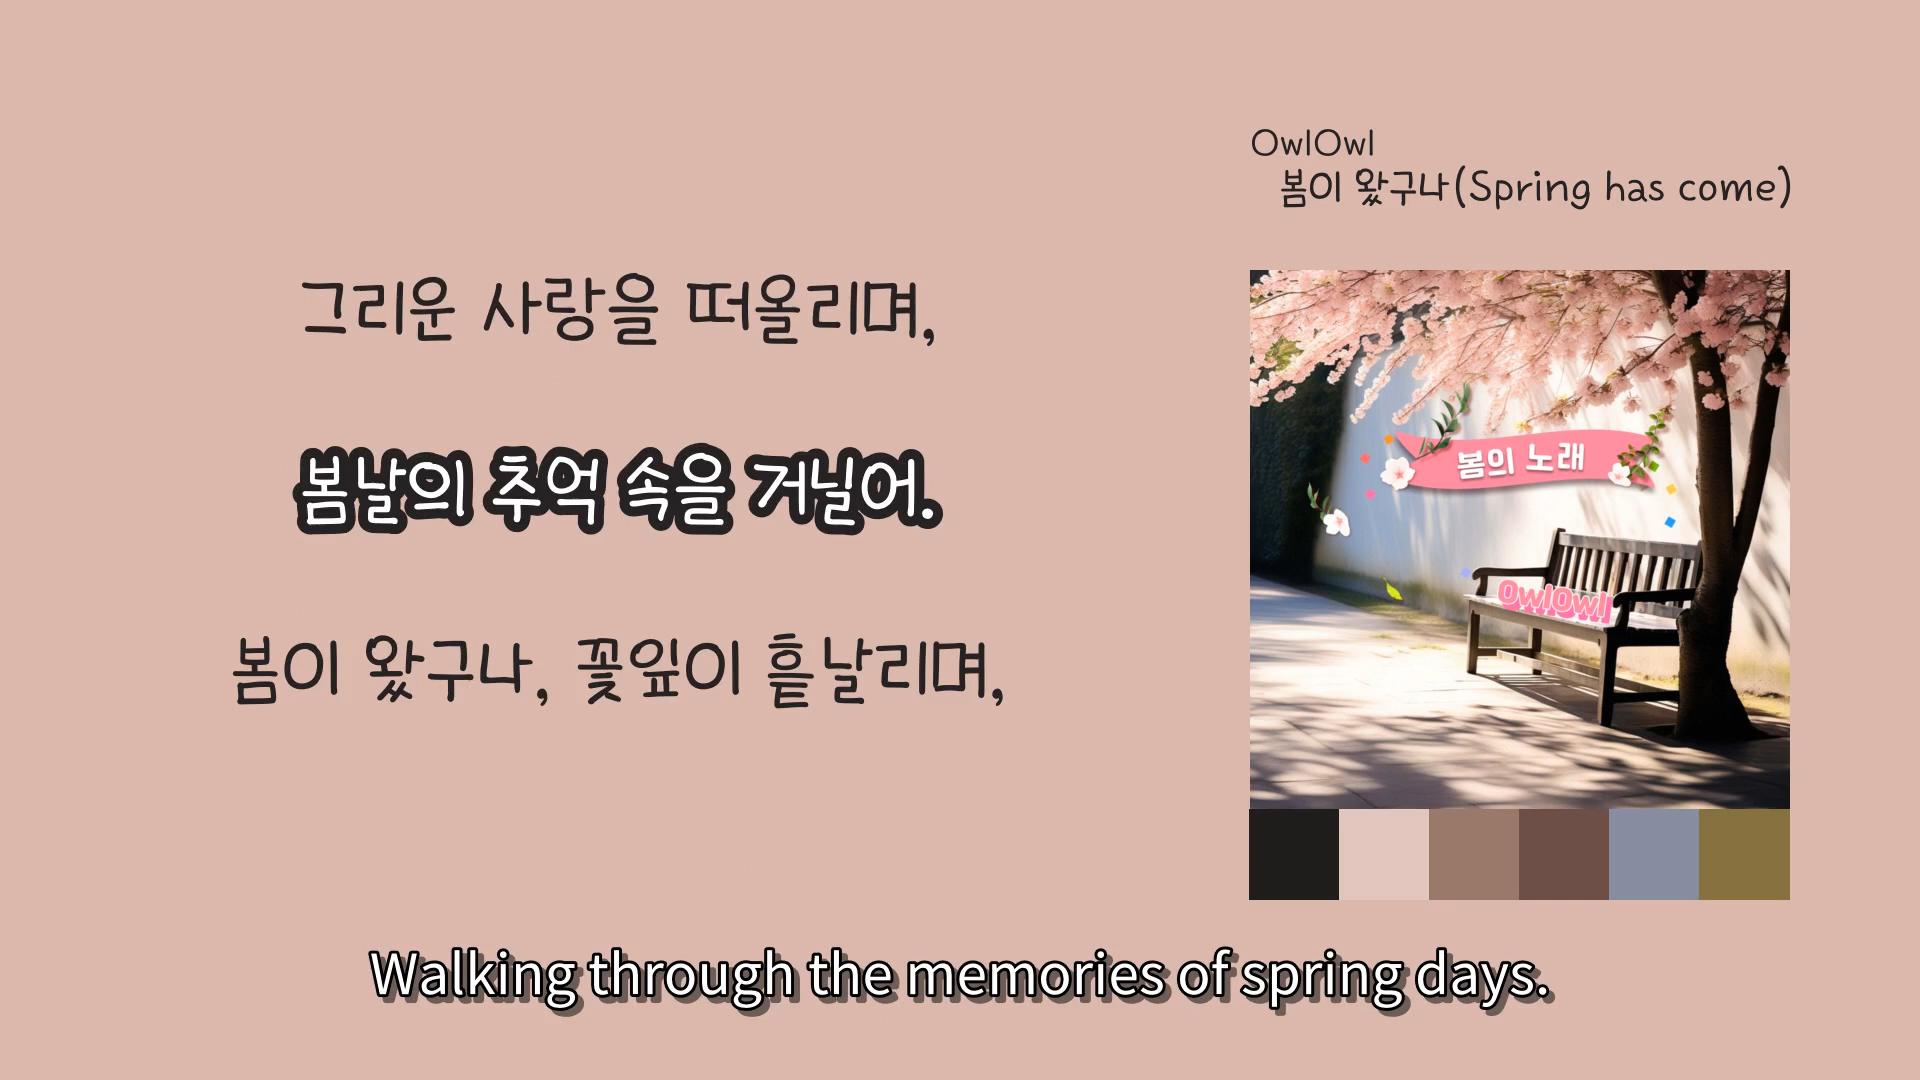 OwlOwl
봄이 왔구나(Spring has come)
그리운 사랑을 떠올리며,
봄날의 추억 속을 거닐어.
봄이 왔구나, 꽃잎이 흩날리며,
봄의 노래
OwlOwl
Walking through the memories of spring days.